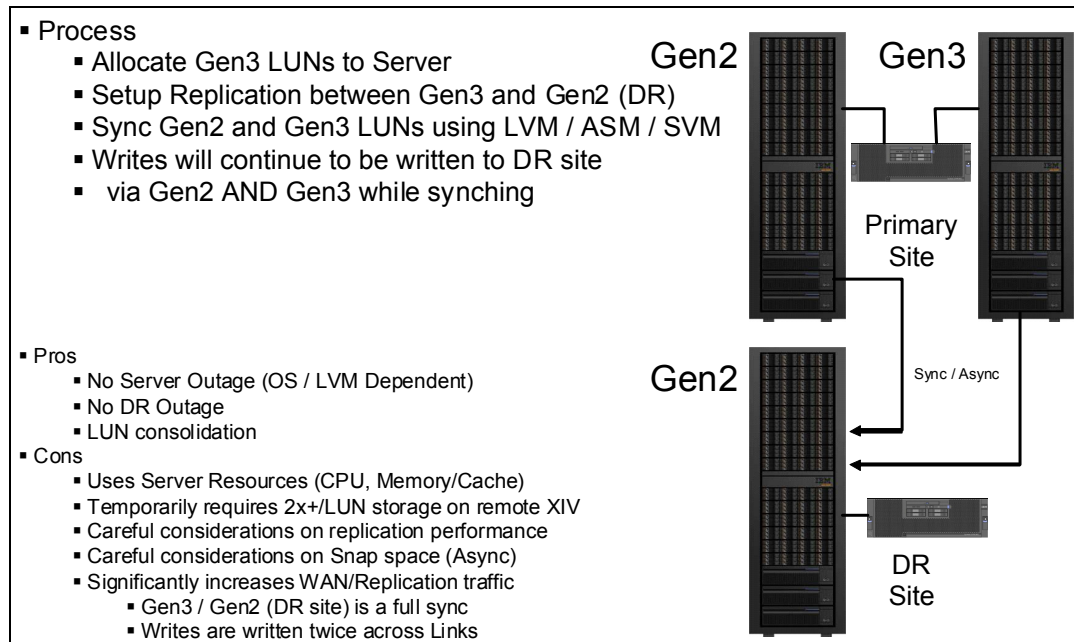 ▪ Process
▪ Allocate Gen3 LUNs to Server
▪ Setup Replication between Gen3 and Gen2 (DR)
▪ Sync Gen2 and Gen3 LUNs using LVM / ASM / SVM
▪ Writes will continue to be written to DR site
▪ via Gen2 AND Gen3 while synching
Gen2
Gen3
IBM
IBM
Primary
Site
▪ Pros
▪ No Server Outage (OS / LVM Dependent)
▪ No DR Outage
▪ LUN consolidation
▪ Cons
▪ Uses Server Resources (CPU, Memory/Cache)
▪ Temporarily requires 2x+/LUN storage on remote XIV
▪ Careful considerations on replication performance
▪ Careful considerations on Snap space (Async)
▪ Significantly increases WAN/Replication traffic
▪ Gen3 / Gen2 (DR site) is a full sync
▪ Writes are written twice across Links
Gen2
Sync / Async
IBM
DR
Site